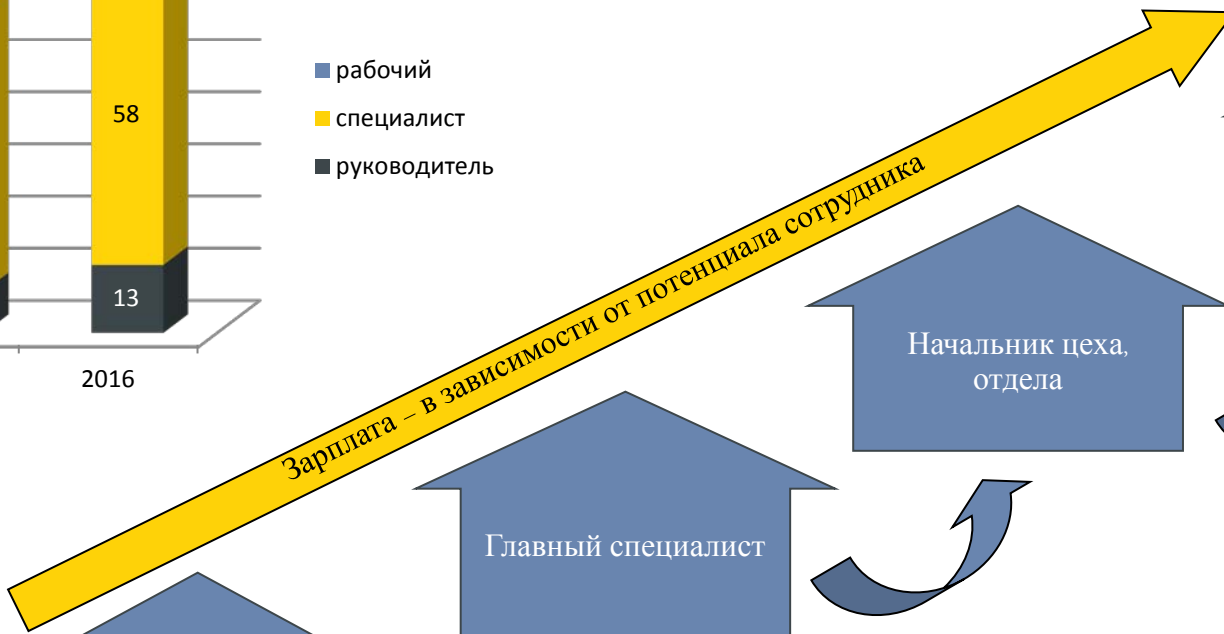 рабочий
58
специалист
руководитель
13
2016
Зарплата – в зависимости от потенциала сотрудника
Начальник цеха,
отдела
Главный специалист